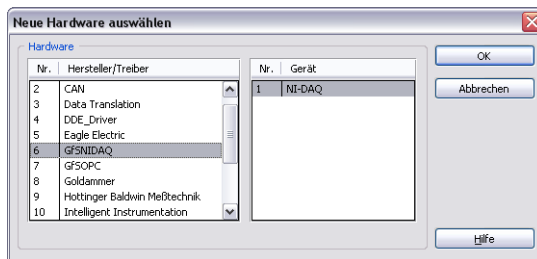 Neue Hardware auswählen
Hardware
Nr. Hersteller/Treiber
2 CAN
3 Data Translation
4 DDE_Driver
5 Eagle Electric
6 GfSNIDAQ
7 GfSOPC
8 Goldammer
9 Hottinger Baldwin Meßtechnik
10 Intelligent Instrumentation
Nr. Gerät
1 NI-DAQ
OK
Abbrechen
Hilfe